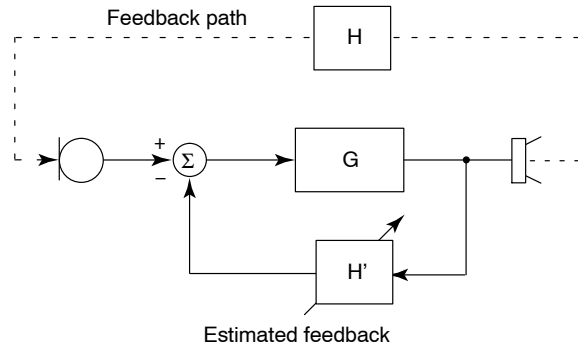 Feedback path
H
+
−
Σ
G
H'
Estimated feedback